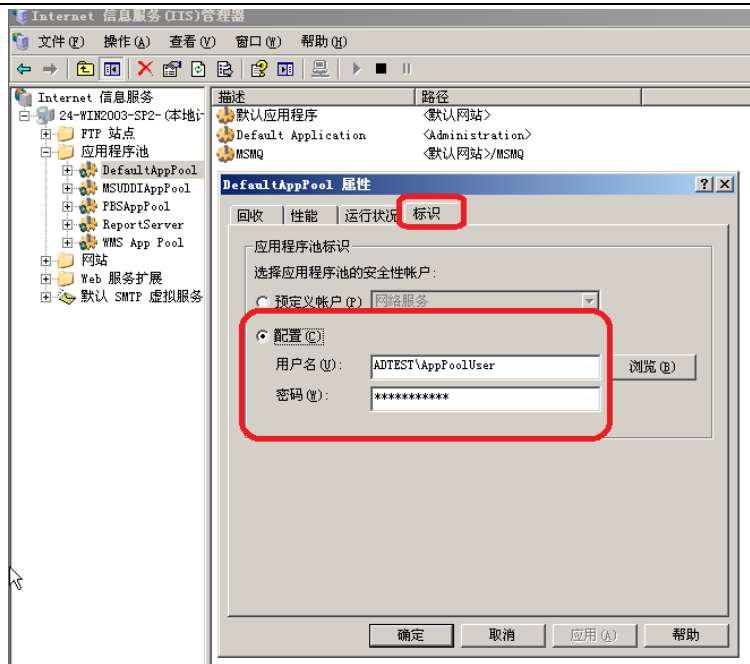 Internet 信息服务(IIS)管理器
文件(F) 操作(A) 查看(V) 窗口(W) 帮助(H)
Internet 信息服务
24-WIN2003-SP2- (本地计
FTP 站点
应用程序池
DefaultAppPool
MSUDDIAppPool
PBSAppPool
ReportServer
WMS App Pool
网站
Web 服务扩展
默认 SMTP 虚拟服务
描述 路径
默认应用程序 <默认网站>
Default Application <Administration>
MSMQ <默认网站>/MSMQ
DefaultAppPool 属性
回收 性能 运行状况 标识
应用程序池标识
选择应用程序池的安全性帐户:
预定义帐户(P) 网络服务
配置(C)
用户名(U): ADTEST\AppPoolUser 浏览(B)
密码(W): ***********
确定 取消 应用(A) 帮助